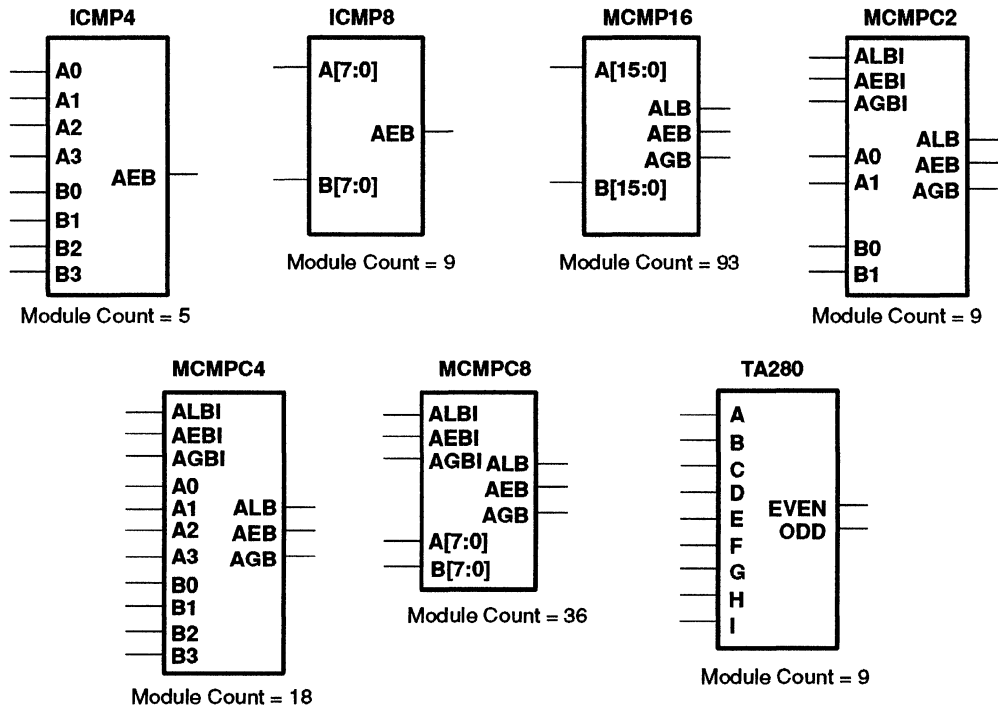 ICMP4
A0
A1
A2
A3
B0
B1
B2
B3
AEB
Module Count = 5
ICMP8
A[7:0]
AEB
B[7:0]
Module Count = 9
MCMP16
A[15:0]
ALB
AEB
AGB
B[15:0]
Module Count = 93
MCMPC2
ALBI
AEBI
AGBI
ALB
A0
AEB
A1
AGB
B0
B1
Module Count = 9
MCMPC4
ALBI
AEBI
AGBI
A0
A1
ALB
A2
AEB
A3
AGB
B0
B1
B2
B3
Module Count = 18
MCMPC8
ALBI
AEBI
AGBI ALB
AEB
AGB
A[7:0]
B[7:0]
Module Count = 36
TA280
A
B
C
D
E
F
G
H
I
EVEN
ODD
Module Count = 9